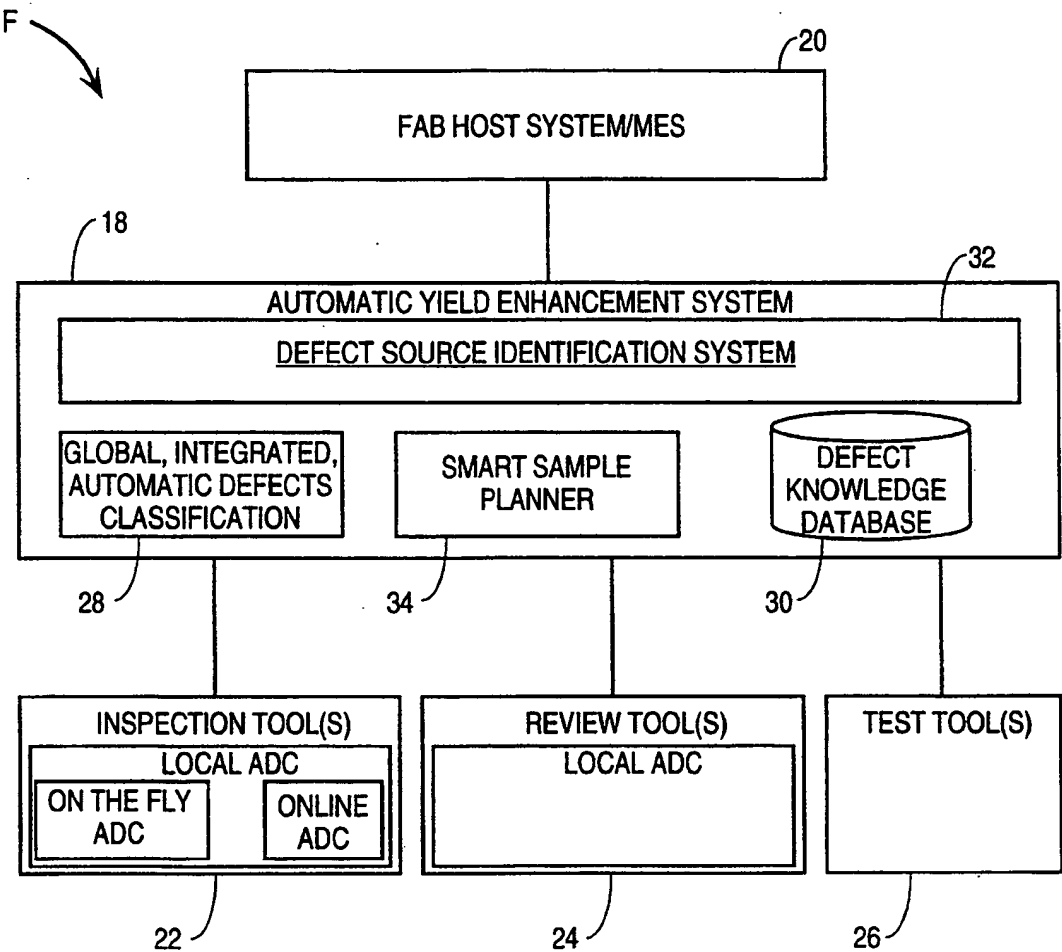 F
20
FAB HOST SYSTEM/MES
18
32
AUTOMATIC YIELD ENHANCEMENT SYSTEM
DEFECT SOURCE IDENTIFICATION SYSTEM
GLOBAL, INTEGRATED,
AUTOMATIC DEFECTS
CLASSIFICATION
SMART SAMPLE
PLANNER
DEFECT
KNOWLEDGE
DATABASE
28
34
30
INSPECTION TOOL(S)
LOCAL ADC
ON THE FLY
ADC
ONLINE
ADC
REVIEW TOOL(S)
LOCAL ADC
TEST TOOL(S)
22
24
26